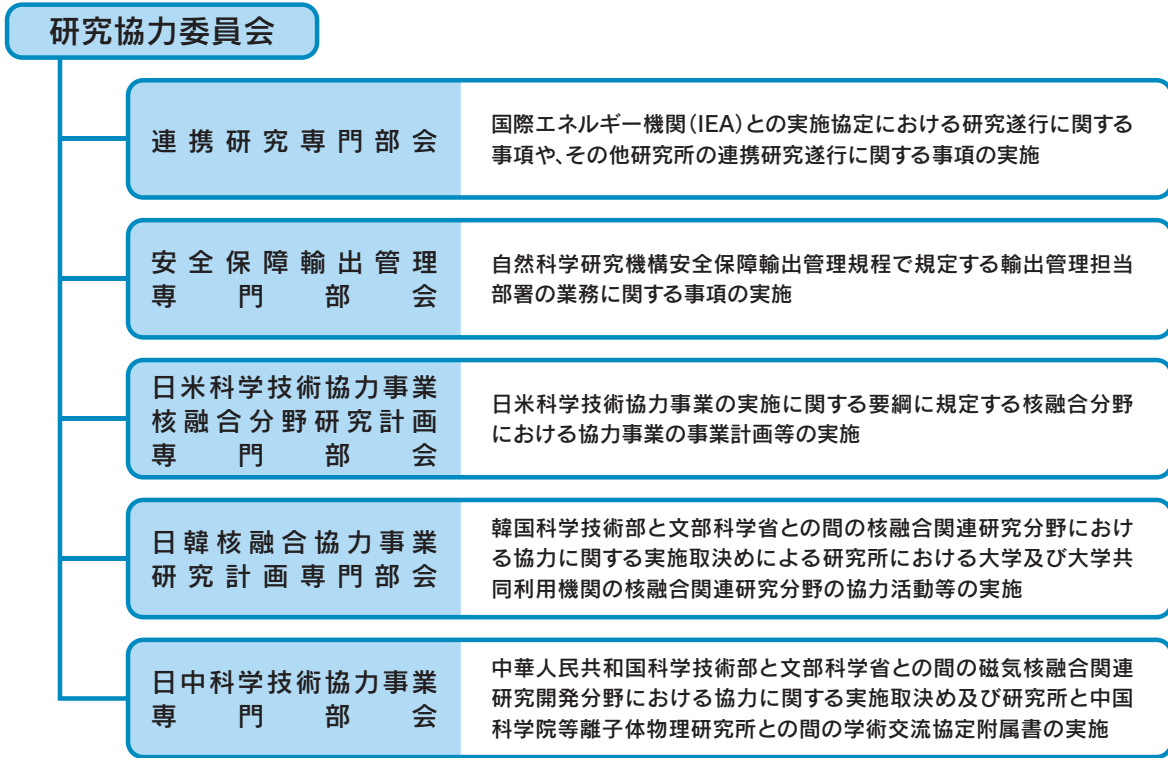 研究協力委員会
連携研究専門部会
国際エネルギー機関（IEA）との実施協定における研究遂行に関する
事項や、その他研究所の連携研究遂行に関する事項の実施
安全保障輸出管理
専門部会
自然科学研究機構安全保障輸出管理規程で規定する輸出管理担当
部署の業務に関する事項の実施
日米科学技術協力事業
核融合分野研究計画
専門部会
日米科学技術協力事業の実施に関する要綱に規定する核融合分野
における協力事業の事業計画等の実施
日韓核融合協力事業
研究計画専門部会
韓国科学技術部と文部科学省との間の核融合関連研究分野におけ
る協力に関する実施取決めによる研究所における大学及び大学共
同利用機関の核融合関連研究分野の協力活動等の実施
日中科学技術協力事業
専門部会
中華人民共和国科学技術部と文部科学省との間の磁気核融合関連
研究開発分野における協力に関する実施取決め及び研究所と中国
科学院等離子体物理研究所との間の学術交流協定附属書の実施